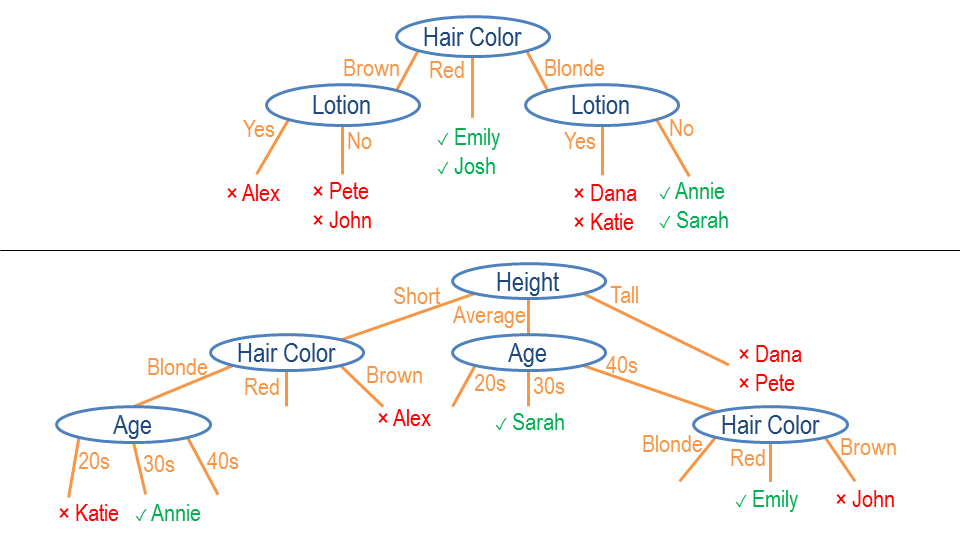 Hair Color
Brown Red Blonde
Lotion Lotion
Yes No Yes No
✓ Emily
✓ Josh
× Alex × Pete × Dana ✓ Annie
× John × Katie ✓ Sarah
Height
Short Average Tall
Hair Color Age × Dana
× Pete
Blonde Red Brown 20s 30s 40s
× Alex ✓ Sarah
Age Hair Color
20s 30s 40s Blonde Red Brown
× Katie ✓ Annie ✓ Emily × John